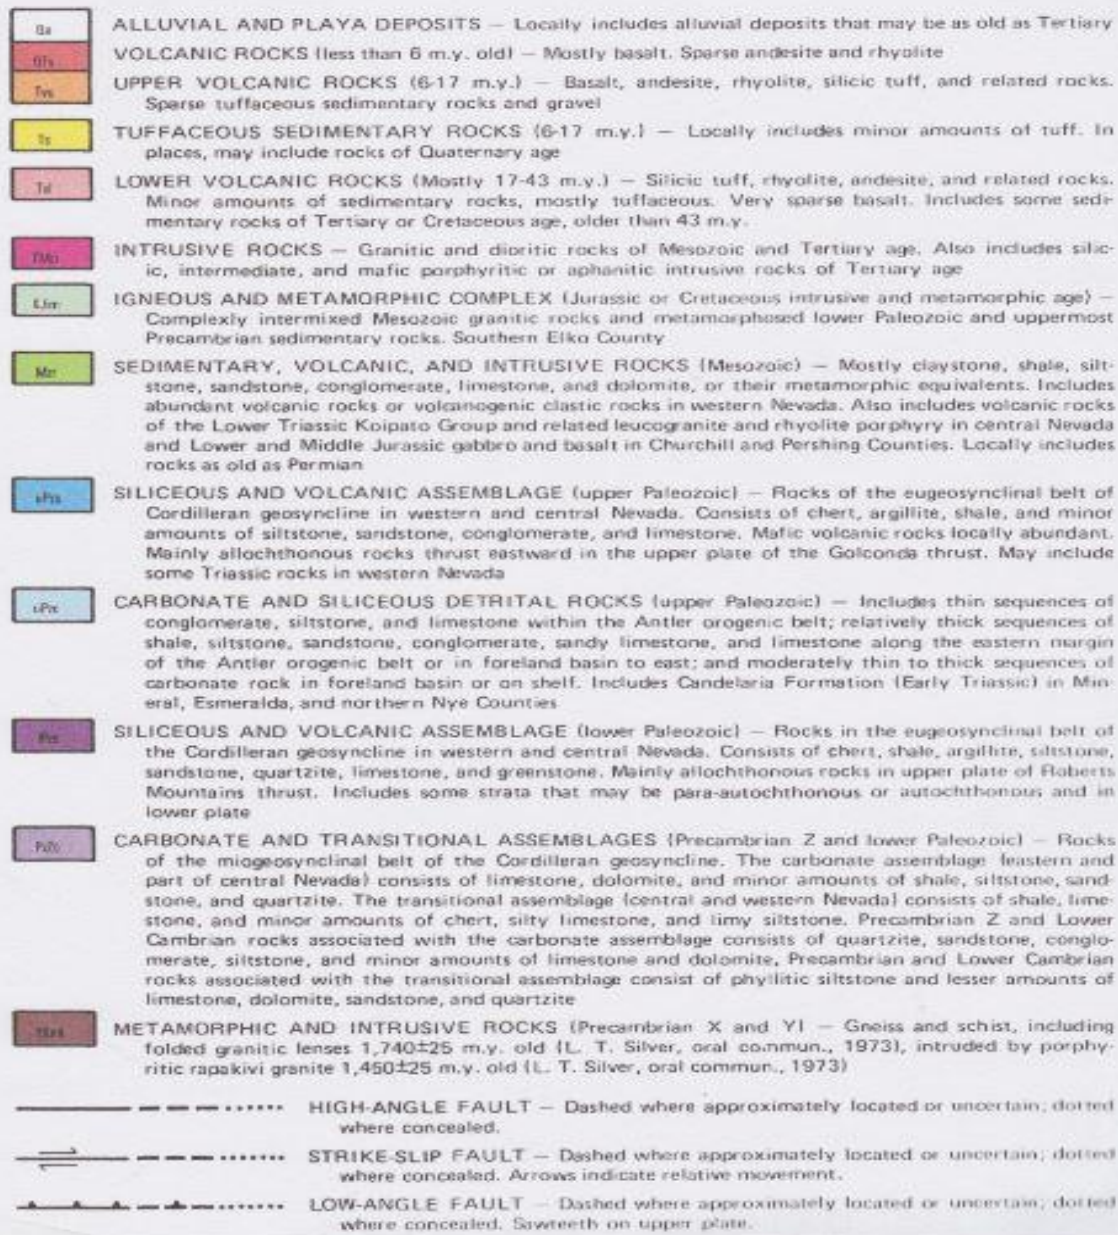 Qa
ALLUVIAL AND PLAYA DEPOSITS — Locally includes alluvial deposits that may be as old as Tertiary
QTv
VOLCANIC ROCKS (less than 6 m.y. old) — Mostly basalt. Sparse andesite and rhyolite
UPPER VOLCANIC ROCKS (6-17 m.y.) — Basalt, andesite, rhyolite, silicic tuff, and related rocks.
Sparse tuffaceous sedimentary rocks and gravel
Ts
TUFFACEOUS SEDIMENTARY ROCKS (6-17 m.y.) — Locally includes minor amounts of tuff. In
places, may include rocks of Quaternary age
LOWER VOLCANIC ROCKS (Mostly 17-43 m.y.) — Silicic tuff, rhyolite, andesite, and related rocks.
Minor amounts of sedimentary rocks, mostly tuffaceous. Very sparse basalt. Includes some sedi-
mentary rocks of Tertiary or Cretaceous age, older than 43 m.y.
INTRUSIVE ROCKS — Granitic and dioritic rocks of Mesozoic and Tertiary age. Also includes silic-
ic, intermediate, and mafic porphyritic or aphanitic intrusive rocks of Tertiary age
IGNEOUS AND METAMORPHIC COMPLEX (Jurassic or Cretaceous intrusive and metamorphic age) —
Complexly intermixed Mesozoic granitic rocks and metamorphosed lower Paleozoic and uppermost
Precambrian sedimentary rocks. Southern Elko County
SEDIMENTARY, VOLCANIC, AND INTRUSIVE ROCKS (Mesozoic) — Mostly claystone, shale, silt-
stone, sandstone, conglomerate, limestone, and dolomite, or their metamorphic equivalents. Includes
abundant volcanic rocks or volcanogenic clastic rocks in western Nevada. Also includes volcanic rocks
of the Lower Triassic Koipato Group and related leucogranite and rhyolite porphyry in central Nevada
and Lower and Middle Jurassic gabbro and basalt in Churchill and Pershing Counties. Locally includes
rocks as old as Permian
SILICEOUS AND VOLCANIC ASSEMBLAGE (upper Paleozoic) — Rocks of the eugeosynclinal belt of
Cordilleran geosyncline in western and central Nevada. Consists of chert, argillite, shale, and minor
amounts of siltstone, sandstone, conglomerate, and limestone. Mafic volcanic rocks locally abundant.
Mainly allochthonous rocks thrust eastward in the upper plate of the Golconda thrust. May include
some Triassic rocks in western Nevada
CARBONATE AND SILICEOUS DETRITAL ROCKS (upper Paleozoic) — Includes thin sequences of
conglomerate, siltstone, and limestone within the Antler orogenic belt; relatively thick sequences of
shale, siltstone, sandstone, conglomerate, sandy limestone, and limestone along the eastern margin
of the Antler orogenic belt or in foreland basin to east; and moderately thin to thick sequences of
carbonate rock in foreland basin or on shelf. Includes Candelaria Formation (Early Triassic) in Min-
eral, Esmeralda, and northern Nye Counties
SILICEOUS AND VOLCANIC ASSEMBLAGE (lower Paleozoic) — Rocks in the eugeosynclinal belt of
the Cordilleran geosyncline in western and central Nevada. Consists of chert, shale, argillite, siltstone,
sandstone, quartzite, limestone, and greenstone. Mainly allochthonous rocks in upper plate of Roberts
Mountains thrust. Includes some strata that may be para-autochthonous or autochthonous and in
lower plate
CARBONATE AND TRANSITIONAL ASSEMBLAGES (Precambrian Z and lower Paleozoic) — Rocks
of the miogeosynclinal belt of the Cordilleran geosyncline. The carbonate assemblage (eastern and
part of central Nevada) consists of limestone, dolomite, and minor amounts of shale, siltstone, sand-
stone, and quartzite. The transitional assemblage (central and western Nevada) consists of shale, lime-
stone, and minor amounts of chert, silty limestone, and limy siltstone. Precambrian Z and Lower
Cambrian rocks associated with the carbonate assemblage consists of quartzite, sandstone, conglo-
merate, siltstone, and minor amounts of limestone and dolomite, Precambrian and Lower Cambrian
rocks associated with the transitional assemblage consist of phyllitic siltstone and lesser amounts of
limestone, dolomite, sandstone, and quartzite
METAMORPHIC AND INTRUSIVE ROCKS (Precambrian X and Y) — Gneiss and schist, including
folded granitic lenses 1,740±25 m.y. old (L. T. Silver, oral commun., 1973), intruded by porphy-
ritic rapakivi granite 1,450±25 m.y. old (L. T. Silver, oral commun., 1973)
HIGH-ANGLE FAULT — Dashed where approximately located or uncertain; dotted
where concealed.
STRIKE-SLIP FAULT — Dashed where approximately located or uncertain; dotted
where concealed. Arrows indicate relative movement.
LOW-ANGLE FAULT — Dashed where approximately located or uncertain; dotted
where concealed. Sawteeth on upper plate.